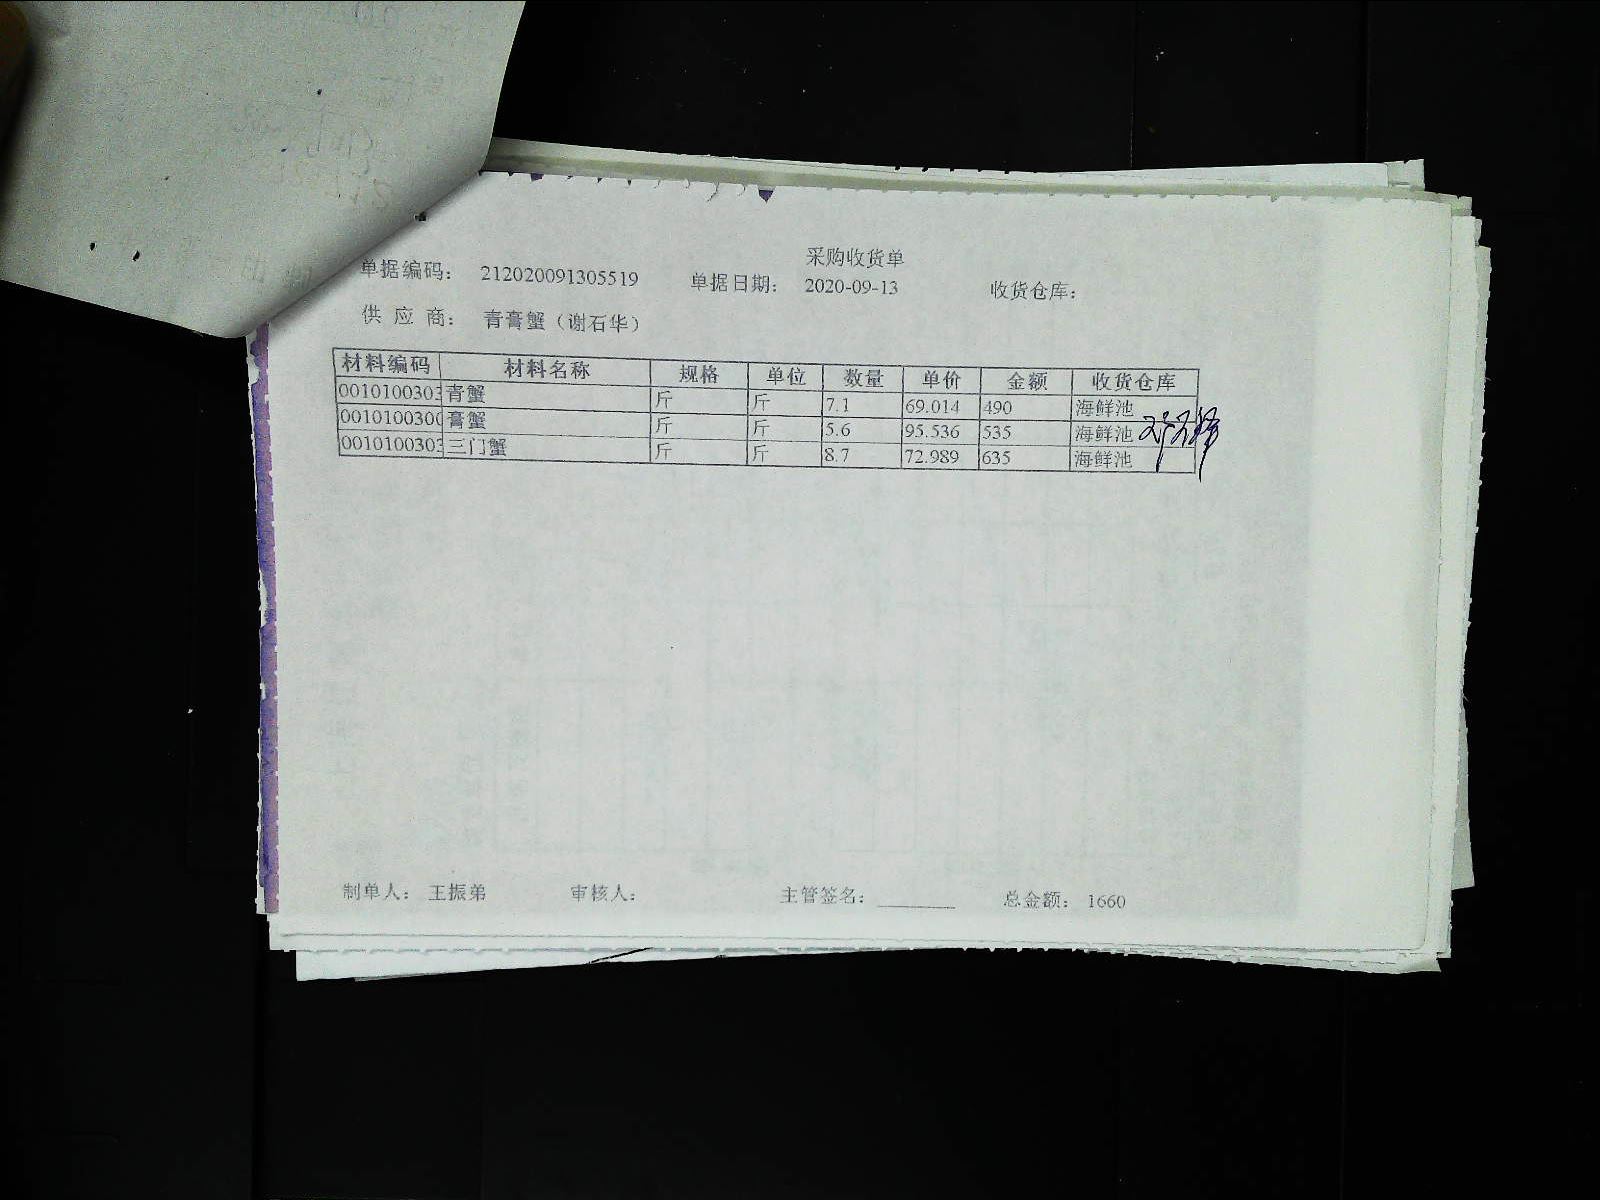 采购收货单
单据编码： 212020091305519 单据日期： 2020-09-13 收货仓库：
供 应 商： 青膏蟹（谢石华）
材料编码 材料名称 规格 单位 数量 单价 金额 收货仓库
0010100303 青蟹 斤 斤 7.1 69.014 490 海鲜池
0010100300 膏蟹 斤 斤 5.6 95.536 535 海鲜池
0010100303 三门蟹 斤 斤 8.7 72.989 635 海鲜池
制单人： 王振弟 审核人： 主管签名： 总金额： 1660